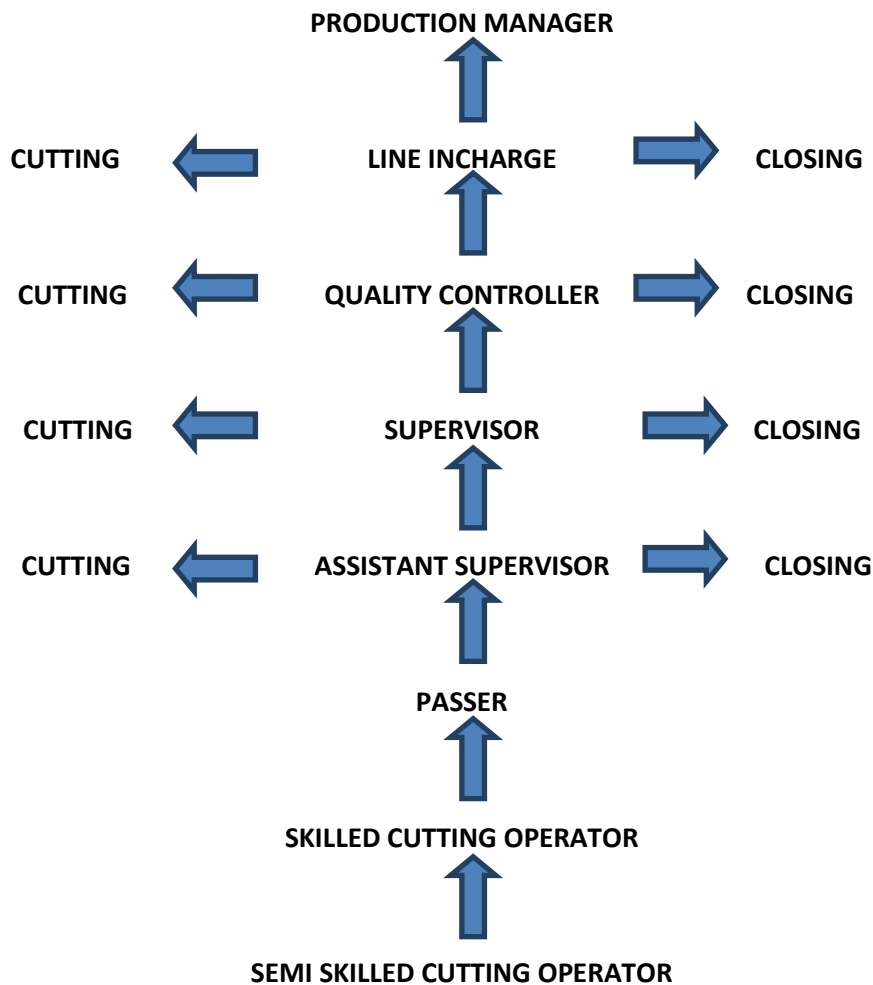 PRODUCTION MANAGER
CUTTING LINE INCHARGE CLOSING
CUTTING QUALITY CONTROLLER CLOSING
CUTTING SUPERVISOR CLOSING
CUTTING ASSISTANT SUPERVISOR CLOSING
PASSER
SKILLED CUTTING OPERATOR
SEMI SKILLED CUTTING OPERATOR